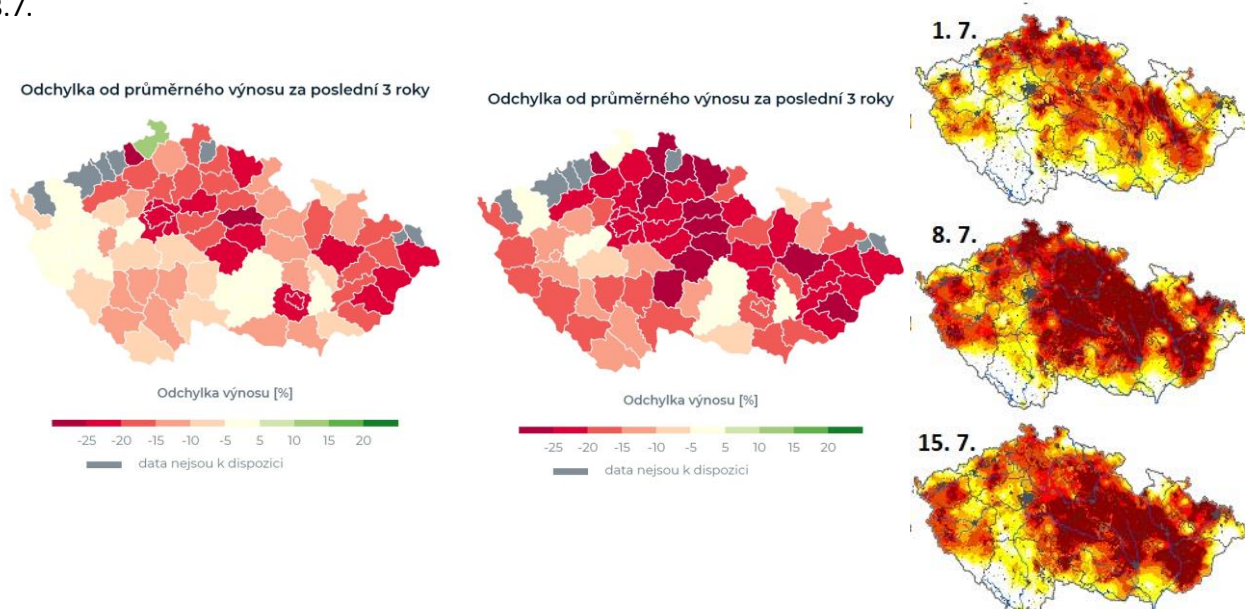 3.7.
Odchylka od průměrného výnosu za poslední 3 roky
Odchylka výnosu [%]
-25 -20 -15 -10 -5 5 10 15 20
data nejsou k dispozici
Odchylka od průměrného výnosu za poslední 3 roky
Odchylka výnosu [%]
-25 -20 -15 -10 -5 5 10 15 20
data nejsou k dispozici
1. 7.
8. 7.
15. 7.